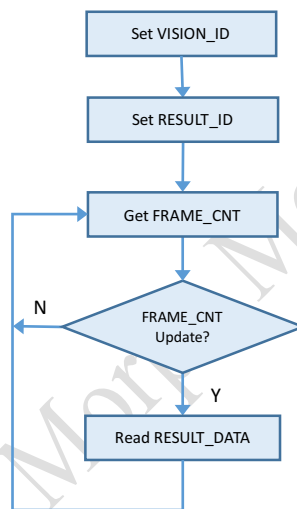 Set VISION_ID
Set RESULT_ID
Get FRAME_CNT
FRAME_CNT
Update?
N
Y
Read RESULT_DATA